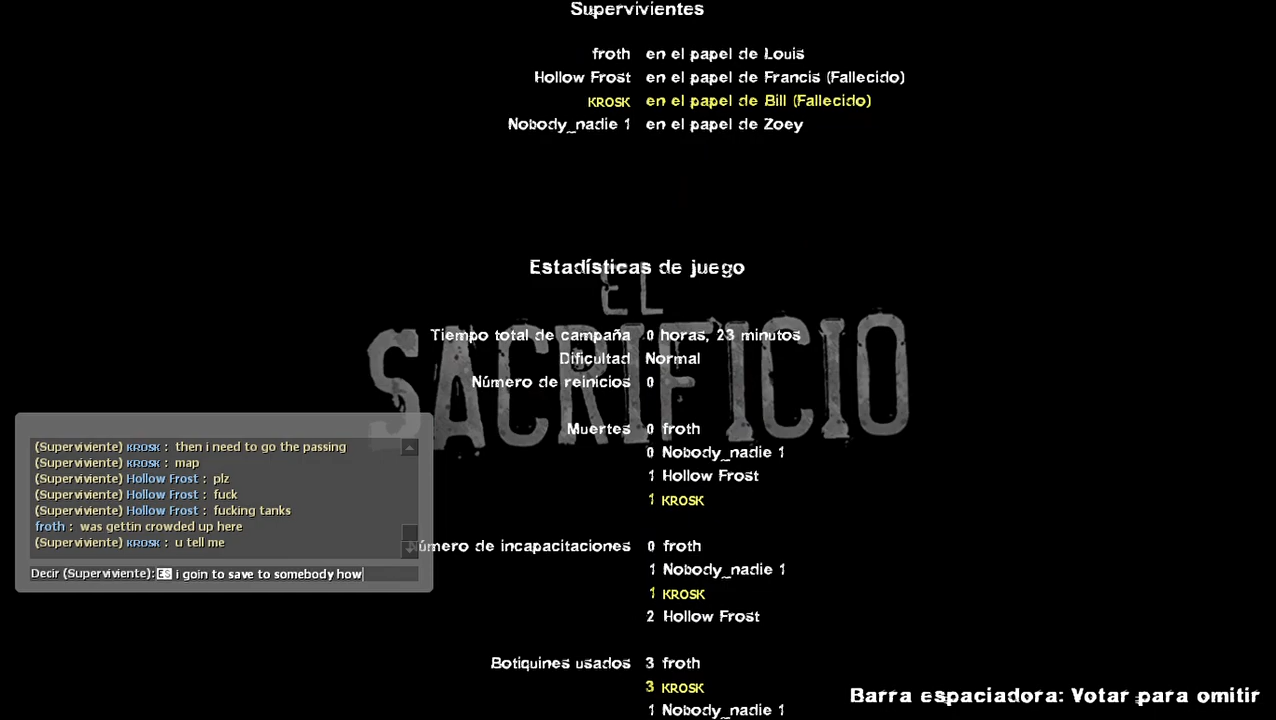 Supervivientes
froth en el papel de Louis
Hollow Frost en el papel de Francis (Fallecido)
KROSK en el papel de Bill (Fallecido)
Nobody_nadie 1 en el papel de Zoey
Estadísticas de juego
EL
SACRIFICIO
Tiempo total de campaña 0 horas, 23 minutos
Dificultad Normal
Número de reinicios 0
Muertes 0 froth
0 Nobody_nadie 1
1 Hollow Frost
1 KROSK
Número de incapacitaciones 0 froth
1 Nobody_nadie 1
1 KROSK
2 Hollow Frost
Botiquines usados 3 froth
3 KROSK
1 Nobody_nadie 1
(Superviviente) KROSK : then i need to go the passing
(Superviviente) KROSK : map
(Superviviente) Hollow Frost : plz
(Superviviente) Hollow Frost : fuck
(Superviviente) Hollow Frost : fucking tanks
froth : was gettin crowded up here
(Superviviente) KROSK : u tell me
Decir (Superviviente): ES i goin to save to somebody how
Barra espaciadora: Votar para omitir